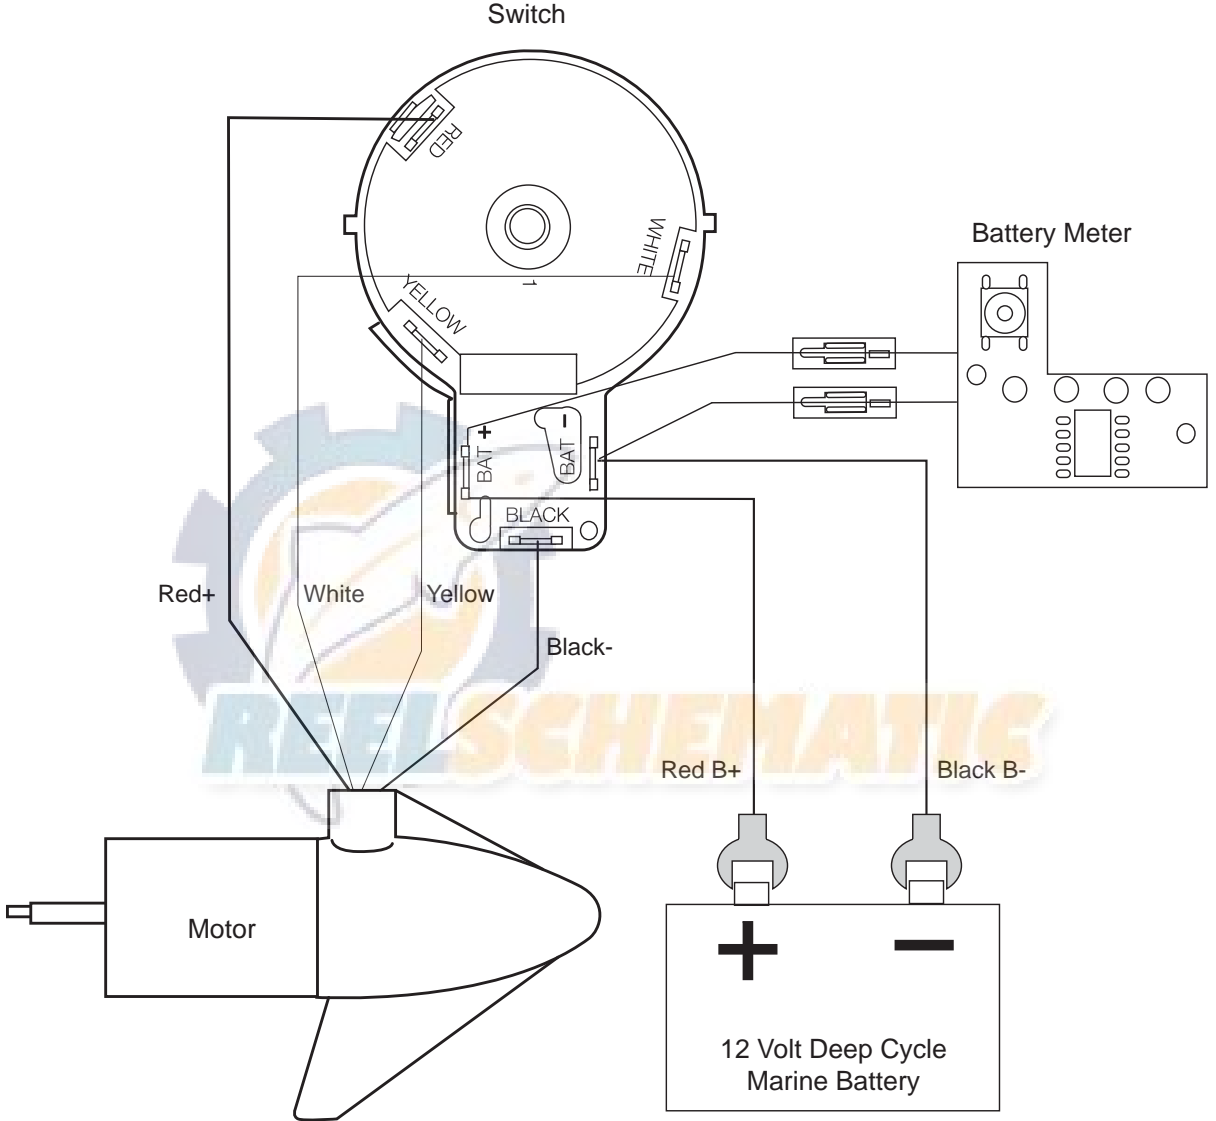 Switch
RED
WHITE
Battery Meter
1
YELLOW
BAT +
BAT −
BLACK
Red+
White
Yellow
Black-
REELSCHEMATIC
Red B+
Black B-
+
−
Motor
12 Volt Deep Cycle
Marine Battery